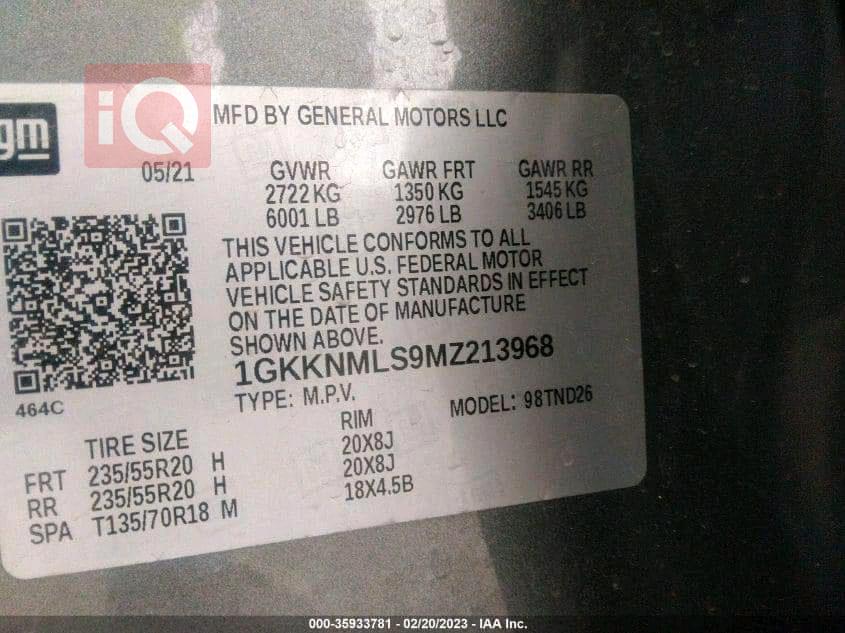 iQ
gm
MFD BY GENERAL MOTORS LLC
05/21 GVWR GAWR FRT GAWR RR
2722 KG 1350 KG 1545 KG
6001 LB 2976 LB 3406 LB
THIS VEHICLE CONFORMS TO ALL
APPLICABLE U.S. FEDERAL MOTOR
VEHICLE SAFETY STANDARDS IN EFFECT
ON THE DATE OF MANUFACTURE
SHOWN ABOVE.
1GKKNMLS9MZ213968
464C
TYPE: M.P.V. MODEL: 98TND26
TIRE SIZE RIM
FRT 235/55R20 H 20X8J
RR 235/55R20 H 20X8J
SPA T135/70R18 M 18X4.5B
000-35933781 - 02/20/2023 - IAA Inc.